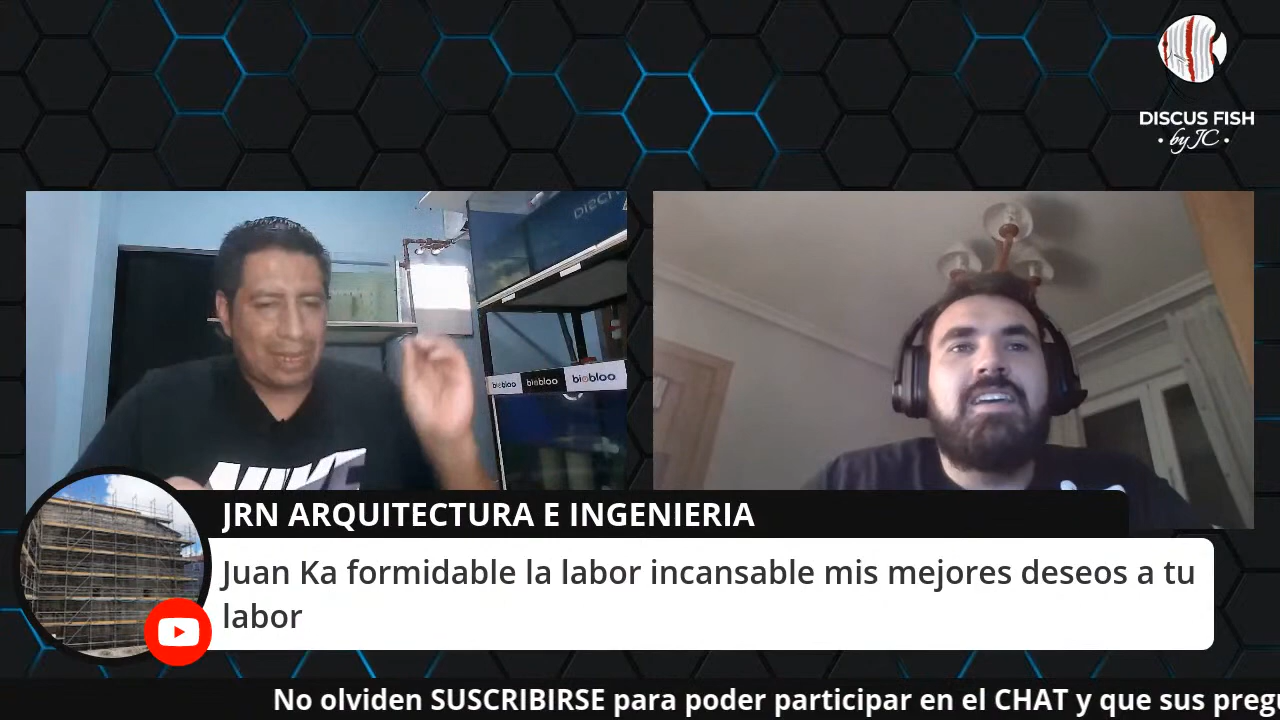 DISCUS FISH
• by JC •
biobloo biobloo biobloo
NIKE
JRN ARQUITECTURA E INGENIERIA
Juan Ka formidable la labor incansable mis mejores deseos a tu
labor
No olviden SUSCRIBIRSE para poder participar en el CHAT y que sus pregu